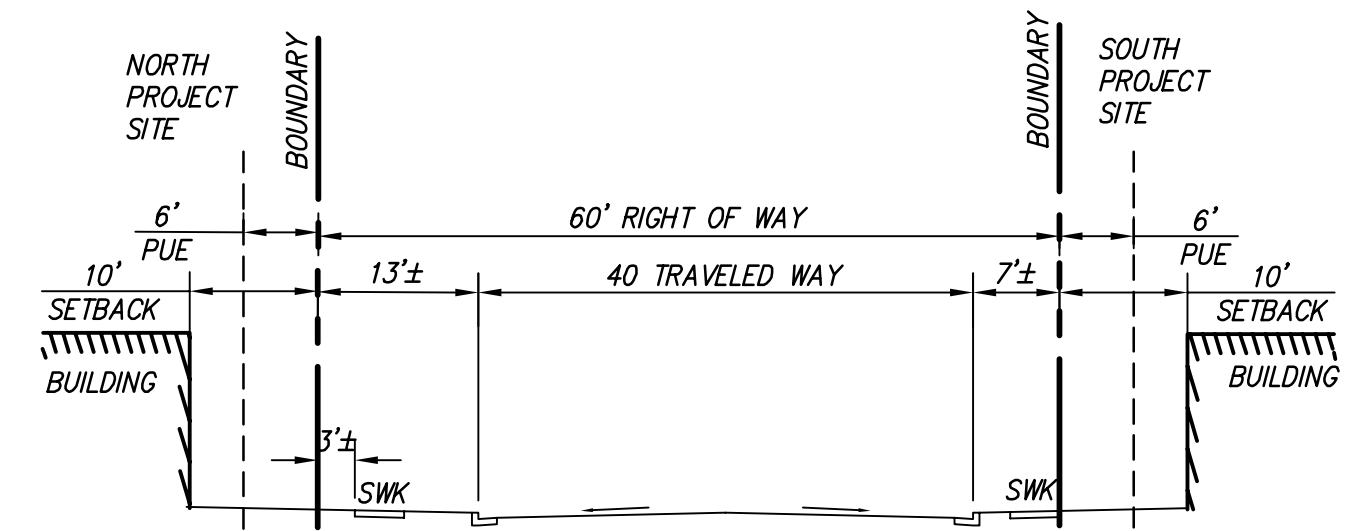 NORTH
PROJECT
SITE
BOUNDARY
BOUNDARY
SOUTH
PROJECT
SITE
6'
PUE
60' RIGHT OF WAY
6'
PUE
10'
SETBACK
13'±
40 TRAVELED WAY
7'±
10'
SETBACK
BUILDING
BUILDING
3'±
SWK
SWK